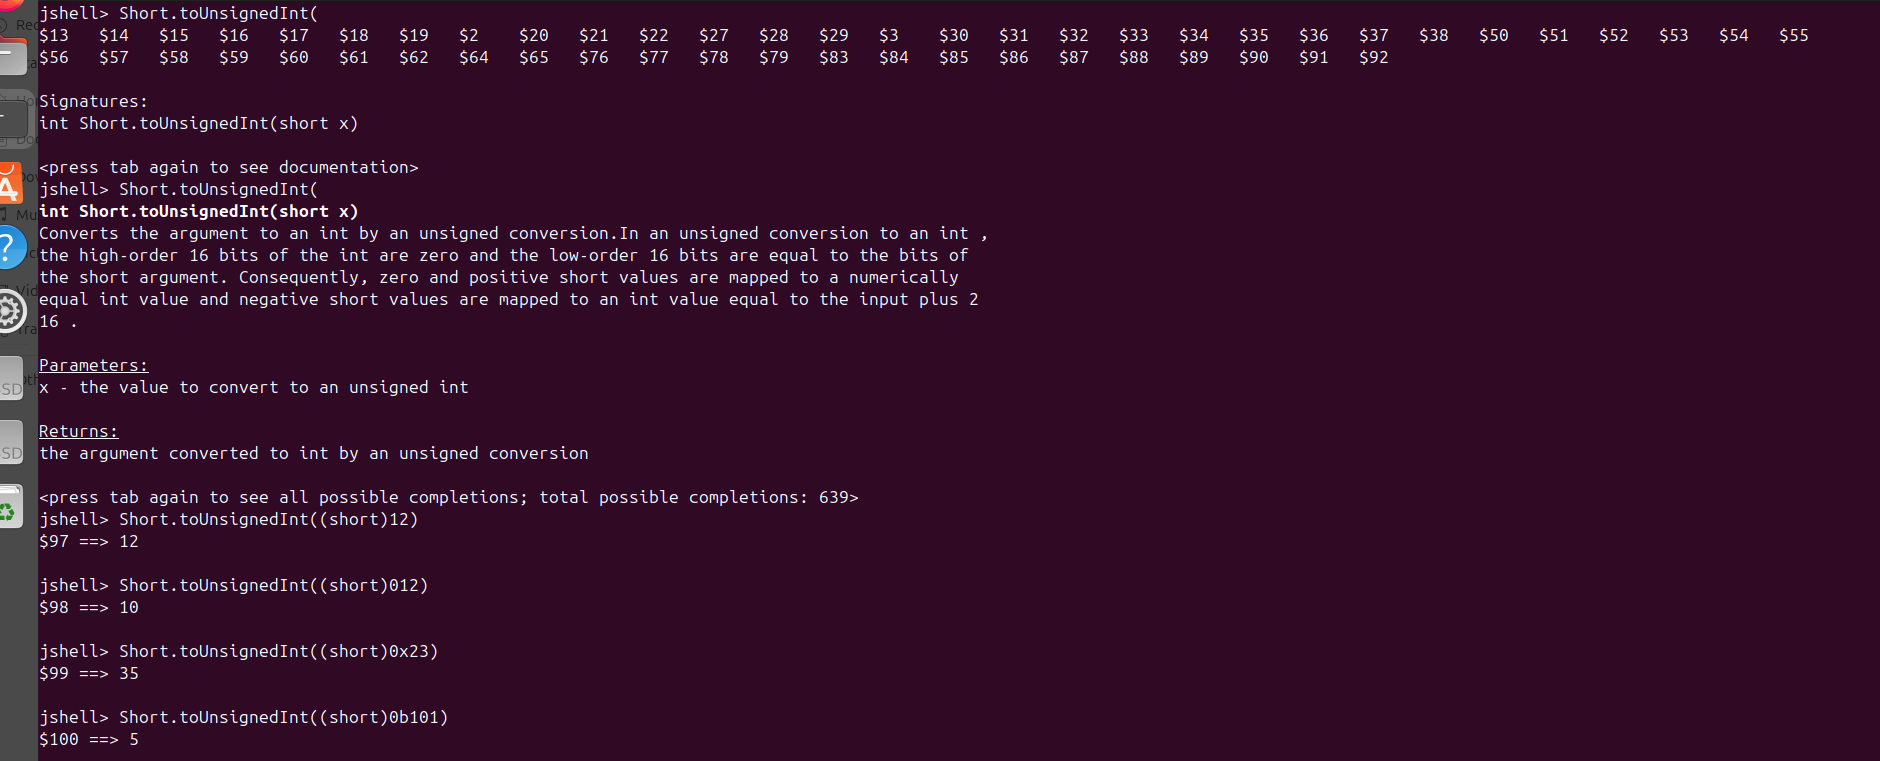 jshell> Short.toUnsignedInt(
$13 $14 $15 $16 $17 $18 $19 $2 $20 $21 $22 $27 $28 $29 $3 $30 $31 $32 $33 $34 $35 $36 $37 $38 $50 $51 $52 $53 $54 $55
$56 $57 $58 $59 $60 $61 $62 $64 $65 $76 $77 $78 $79 $83 $84 $85 $86 $87 $88 $89 $90 $91 $92
Signatures:
int Short.toUnsignedInt(short x)
<press tab again to see documentation>
jshell> Short.toUnsignedInt(
int Short.toUnsignedInt(short x)
Converts the argument to an int by an unsigned conversion.In an unsigned conversion to an int ,
the high-order 16 bits of the int are zero and the low-order 16 bits are equal to the bits of
the short argument. Consequently, zero and positive short values are mapped to a numerically
equal int value and negative short values are mapped to an int value equal to the input plus 2
16 .
Parameters:
x - the value to convert to an unsigned int
Returns:
the argument converted to int by an unsigned conversion
<press tab again to see all possible completions; total possible completions: 639>
jshell> Short.toUnsignedInt((short)12)
$97 ==> 12
jshell> Short.toUnsignedInt((short)012)
$98 ==> 10
jshell> Short.toUnsignedInt((short)0x23)
$99 ==> 35
jshell> Short.toUnsignedInt((short)0b101)
$100 ==> 5